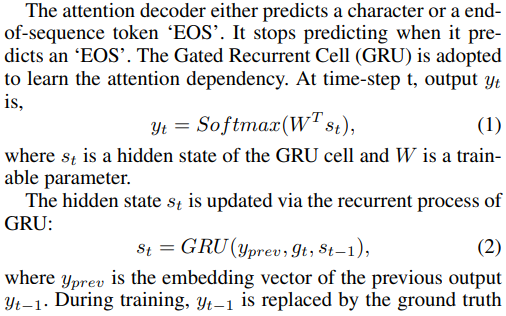 The attention decoder either predicts a character or a end-
of-sequence token ‘EOS’. It stops predicting when it pre-
dicts an ‘EOS’. The Gated Recurrent Cell (GRU) is adopted
to learn the attention dependency. At time-step t, output y_t
is,
y_t = Softmax(W^T s_t), (1)
where s_t is a hidden state of the GRU cell and W is a train-
able parameter.
The hidden state s_t is updated via the recurrent process of
GRU:
s_t = GRU(y_{prev}, g_t, s_{t−1}), (2)
where y_{prev} is the embedding vector of the previous output
y_{t−1}. During training, y_{t−1} is replaced by the ground truth